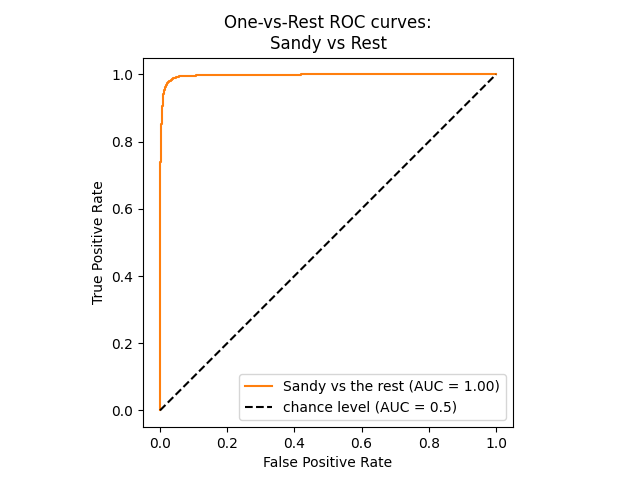 One-vs-Rest ROC curves:
Sandy vs Rest
True Positive Rate
1.0
0.8
0.6
0.4
0.2
0.0
Sandy vs the rest (AUC = 1.00)
chance level (AUC = 0.5)
0.0 0.2 0.4 0.6 0.8 1.0
False Positive Rate